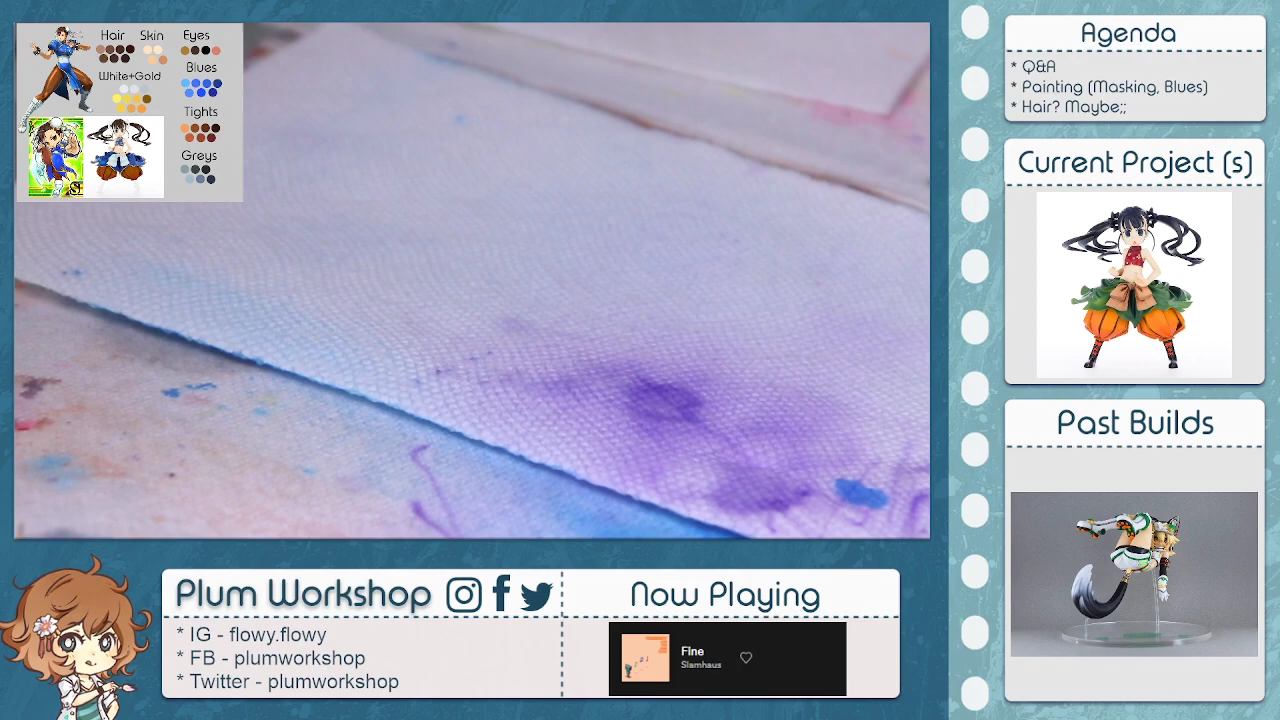 Hair Skin Eyes
Blues
White+Gold
Tights
Greys
Agenda
* Q&A
* Painting (Masking, Blues)
* Hair? Maybe;;
Current Project (s)
Past Builds
Plum Workshop
* IG - flowy.flowy
* FB - plumworkshop
* Twitter - plumworkshop
Now Playing
FIne
Slamhaus